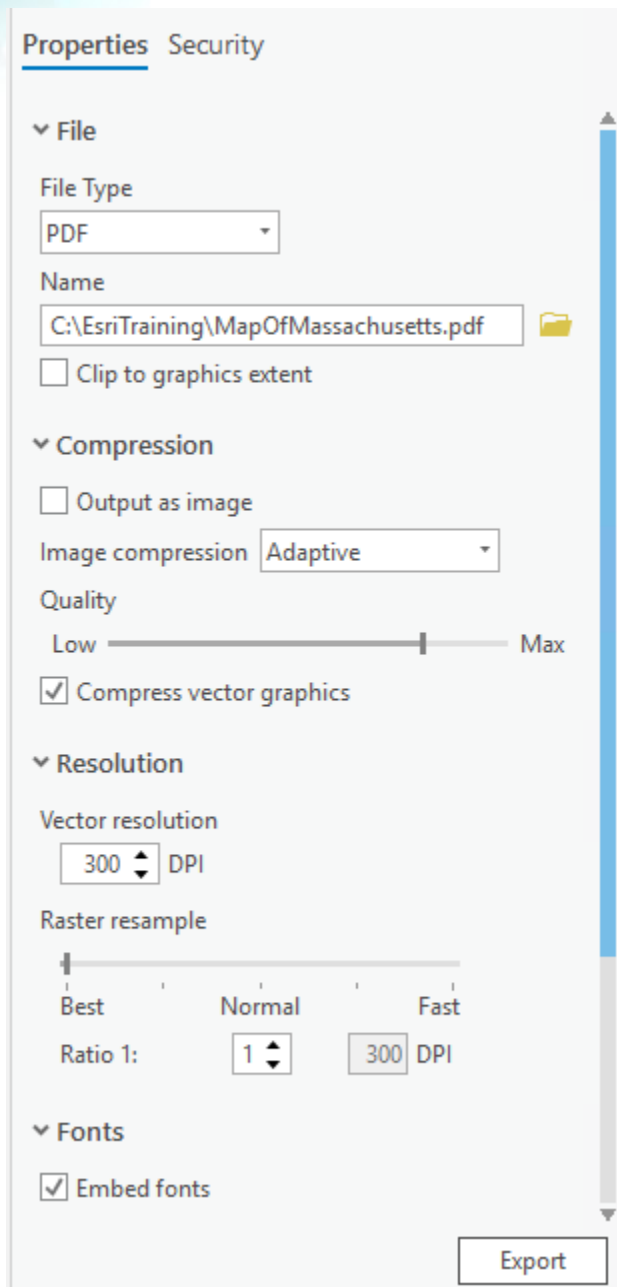 Properties Security
File
File Type
PDF
Name
C:\EsriTraining\MapOfMassachusetts.pdf
Clip to graphics extent
Compression
Output as image
Image compression Adaptive
Quality
Low Max
Compress vector graphics
Resolution
Vector resolution
300 DPI
Raster resample
Best Normal Fast
Ratio 1: 1 300 DPI
Fonts
Embed fonts
Export